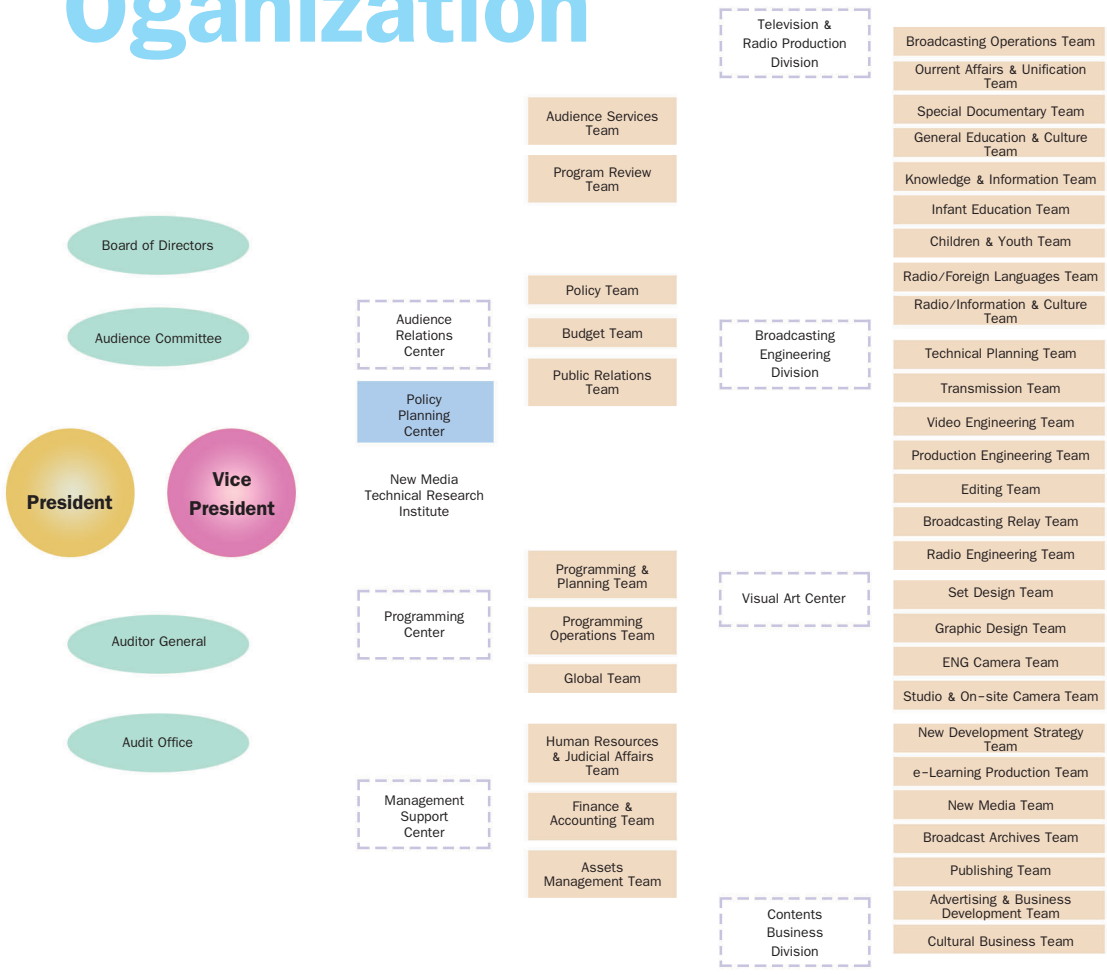 Oganization
Television &
Radio Production
Division
Broadcasting Operations Team
Ourrent Affairs & Unification
Team
Special Documentary Team
General Education & Culture
Team
Knowledge & Information Team
Infant Education Team
Children & Youth Team
Radio/Foreign Languages Team
Radio/Information & Culture
Team
Audience Services
Team
Program Review
Team
Board of Directors
Audience Committee
Audience
Relations
Center
Policy
Planning
Center
New Media
Technical Research
Institute
Policy Team
Budget Team
Public Relations
Team
Broadcasting
Engineering
Division
Technical Planning Team
Transmission Team
Video Engineering Team
Production Engineering Team
Editing Team
Broadcasting Relay Team
Radio Engineering Team
President
Vice
President
Auditor General
Audit Office
Programming
Center
Programming &
Planning Team
Programming
Operations Team
Global Team
Visual Art Center
Set Design Team
Graphic Design Team
ENG Camera Team
Studio & On-site Camera Team
Management
Support
Center
Human Resources
& Judicial Affairs
Team
Finance &
Accounting Team
Assets
Management Team
Contents
Business
Division
New Development Strategy
Team
e-Learning Production Team
New Media Team
Broadcast Archives Team
Publishing Team
Advertising & Business
Development Team
Cultural Business Team